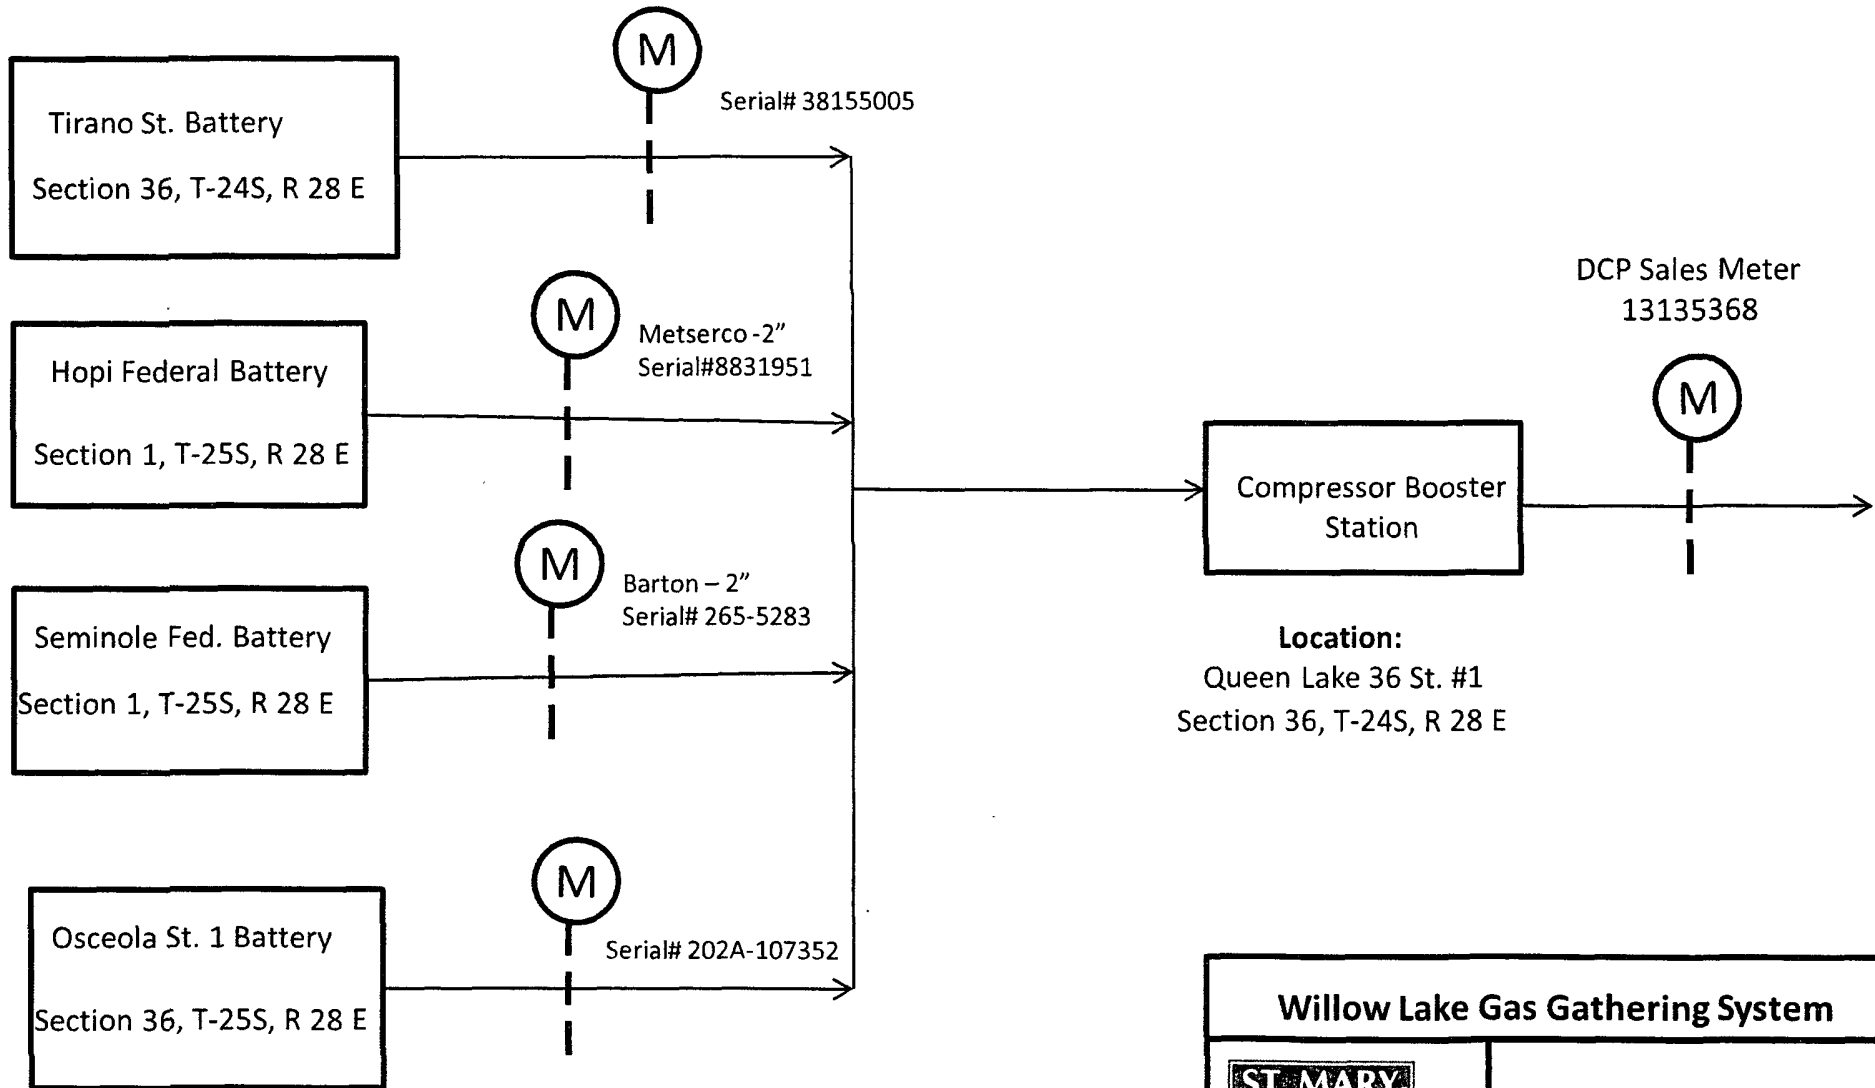 M
Serial# 38155005
Tirano St. Battery
Section 36, T-24S, R 28 E
M
Metserco -2”
Serial#8831951
Hopi Federal Battery
Section 1, T-25S, R 28 E
M
Barton – 2”
Serial# 265-5283
Seminole Fed. Battery
Section 1, T-25S, R 28 E
M
Serial# 202A-107352
Osceola St. 1 Battery
Section 36, T-25S, R 28 E
DCP Sales Meter
13135368
M
Compressor Booster
Station
Location:
Queen Lake 36 St. #1
Section 36, T-24S, R 28 E
Willow Lake Gas Gathering System
ST. MARY